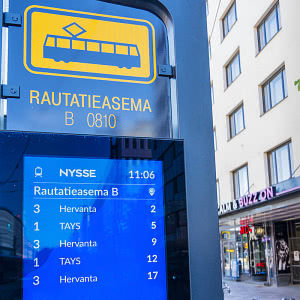 RAUTATIEASEMA
B 0810
NYSSE 11:06
Rautatieasema B
3 Hervanta 2
1 TAYS 5
3 Hervanta 9
1 TAYS 12
3 Hervanta 17
BUZZON